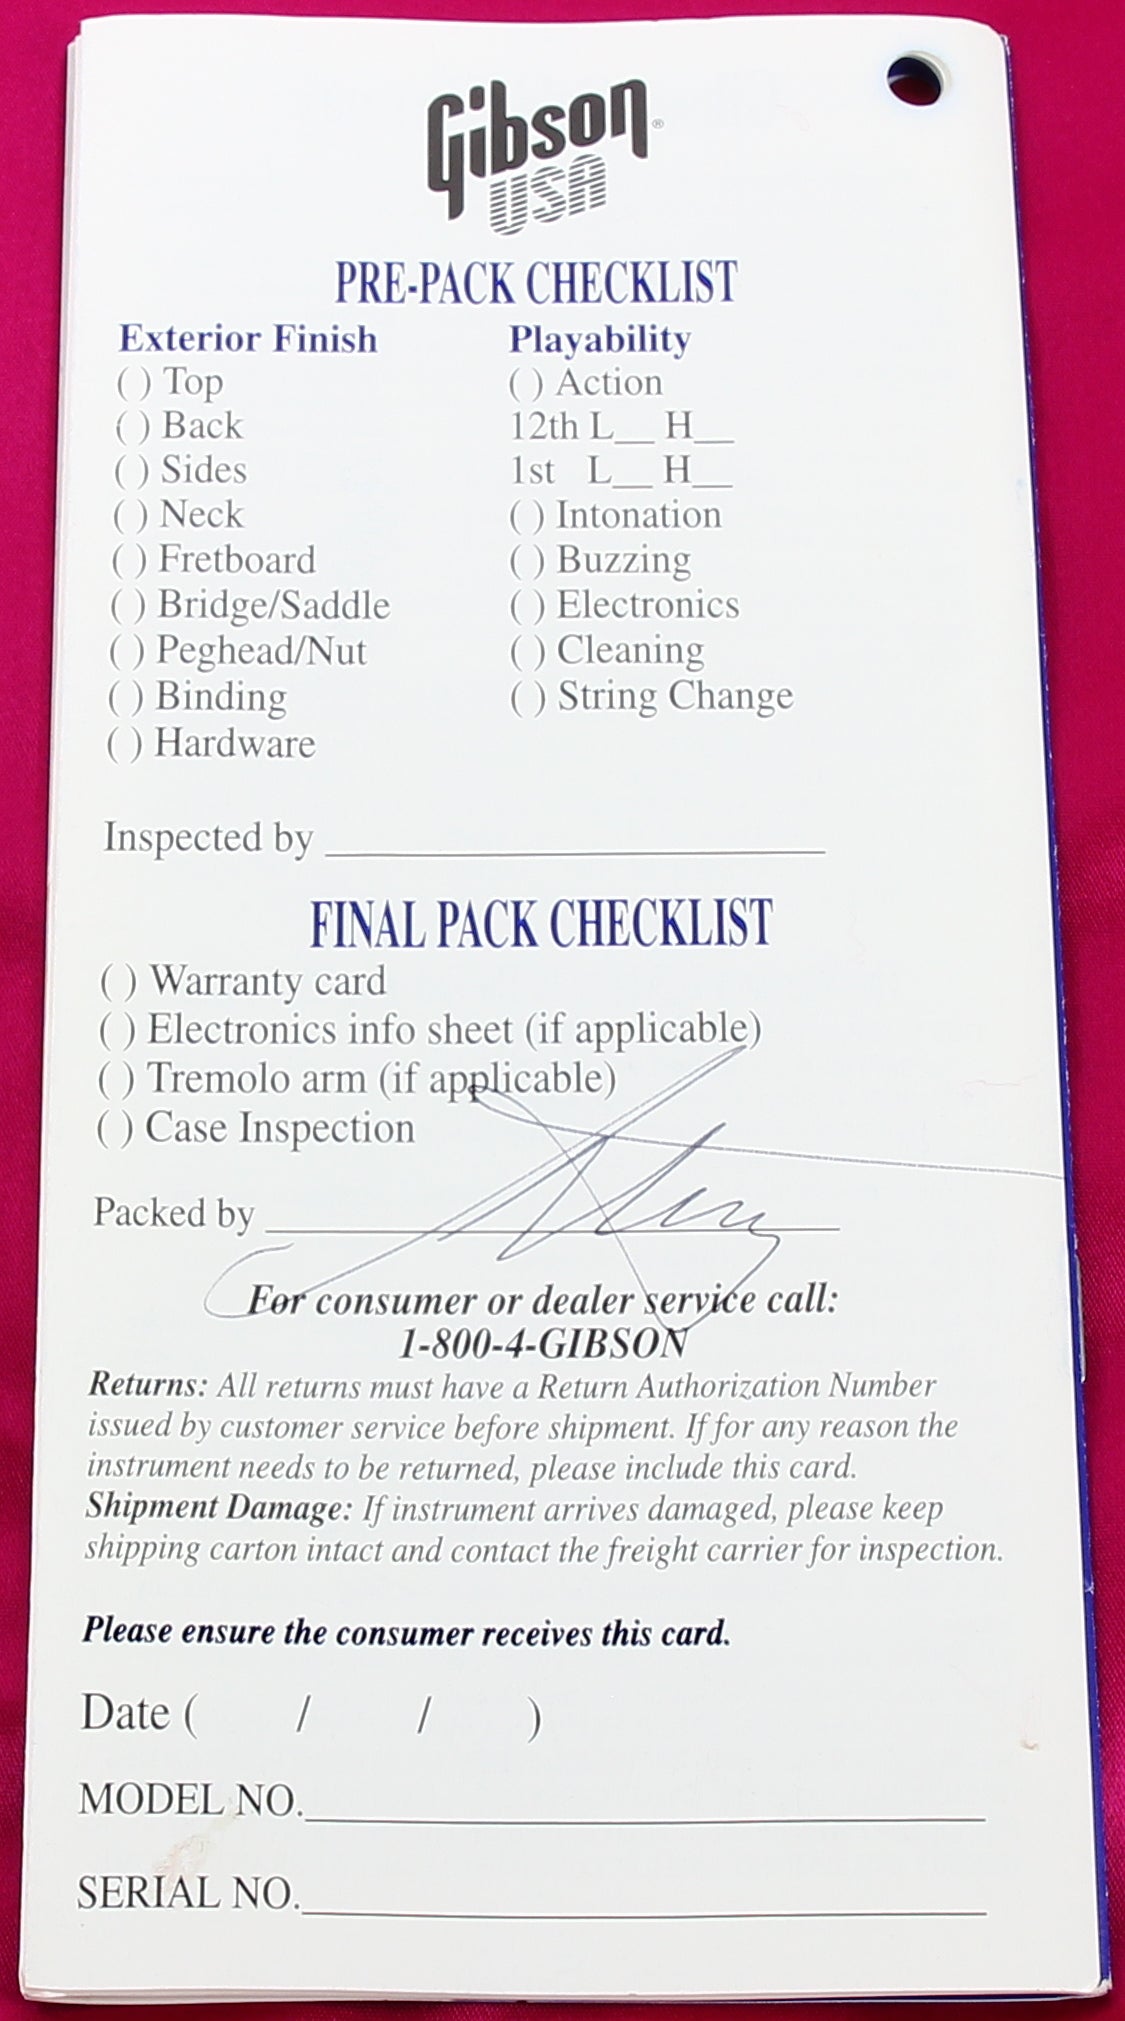 Gibson®
USA
PRE-PACK CHECKLIST
Exterior Finish
( ) Top
( ) Back
( ) Sides
( ) Neck
( ) Fretboard
( ) Bridge/Saddle
( ) Peghead/Nut
( ) Binding
( ) Hardware
Playability
( ) Action
12th L__ H__
1st L__ H__
( ) Intonation
( ) Buzzing
( ) Electronics
( ) Cleaning
( ) String Change
Inspected by ____________________
FINAL PACK CHECKLIST
( ) Warranty card
( ) Electronics info sheet (if applicable)
( ) Tremolo arm (if applicable)
( ) Case Inspection
Packed by ____________________
For consumer or dealer service call:
1-800-4-GIBSON
Returns: All returns must have a Return Authorization Number
issued by customer service before shipment. If for any reason the
instrument needs to be returned, please include this card.
Shipment Damage: If instrument arrives damaged, please keep
shipping carton intact and contact the freight carrier for inspection.
Please ensure the consumer receives this card.
Date ( / / )
MODEL NO.____________________
SERIAL NO.____________________